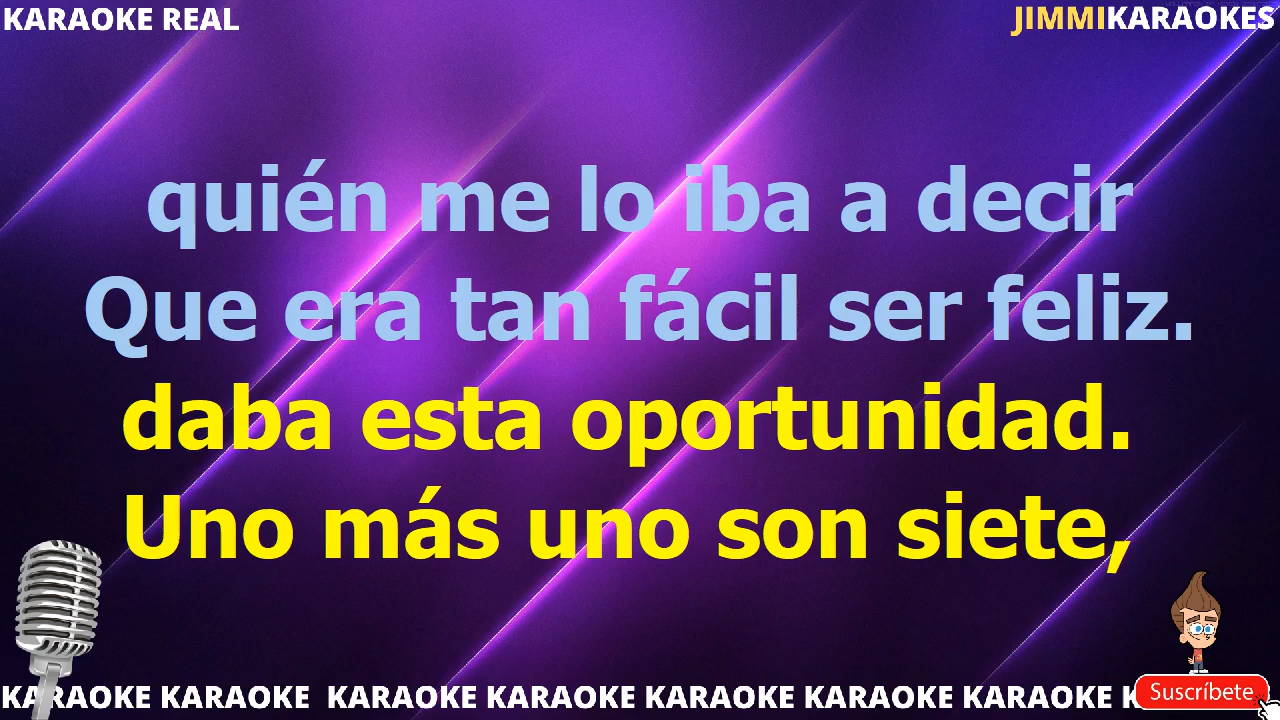 KARAOKE REAL
JIMMIKARAOKES
quién me lo iba a decir
Que era tan fácil ser feliz.
daba esta oportunidad.
Uno más uno son siete,
KARAOKE KARAOKE KARAOKE KARAOKE KARAOKE KARAOKE KARAOKE K
Suscríbete